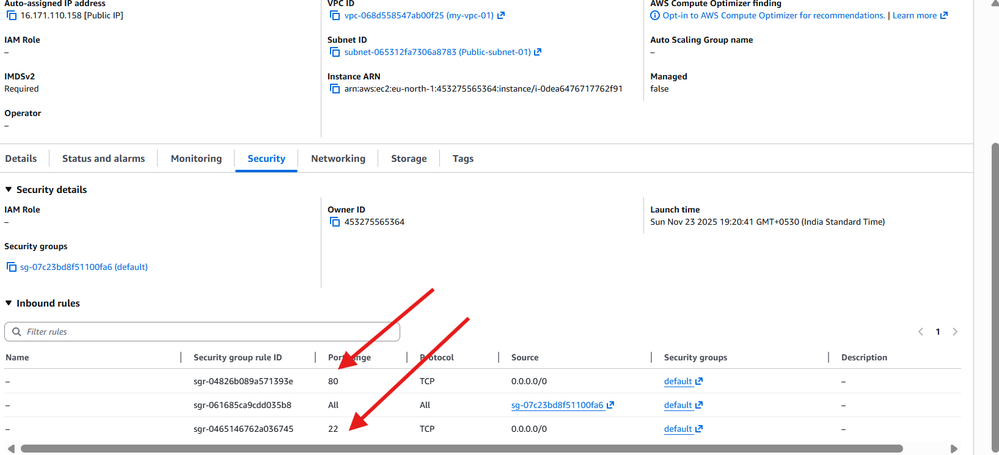 Auto-assigned IP address
16.171.110.158 [Public IP]
VPC ID
vpc-068d558547ab00f25 (my-vpc-01)
AWS Compute Optimizer finding
Opt-in to AWS Compute Optimizer for recommendations. | Learn more
IAM Role
–
Subnet ID
subnet-065312fa7306a8783 (Public-subnet-01)
Auto Scaling Group name
–
IMDSv2
Required
Instance ARN
arn:aws:ec2:eu-north-1:453275565364:instance/i-0dea6476717762f91
Managed
false
Operator
–
Details Status and alarms Monitoring Security Networking Storage Tags
Security details
IAM Role
–
Owner ID
453275565364
Launch time
Sun Nov 23 2025 19:20:41 GMT+0530 (India Standard Time)
Security groups
sg-07c23bd8f51100fa6 (default)
Inbound rules
Filter rules
1
Name Security group rule ID Port range Protocol Source Security groups Description
– sgr-04826b089a571393e 80 TCP 0.0.0.0/0 default –
– sgr-061685ca9cdd035b8 All All sg-07c23bd8f51100fa6 default –
– sgr-0465146762a036745 22 TCP 0.0.0.0/0 default –